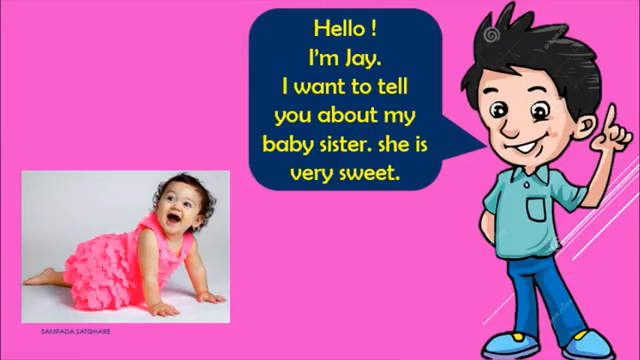 Hello !
I'm Jay.
I want to tell
you about my
baby sister. she is
very sweet.
SAMPADA SATGHARE